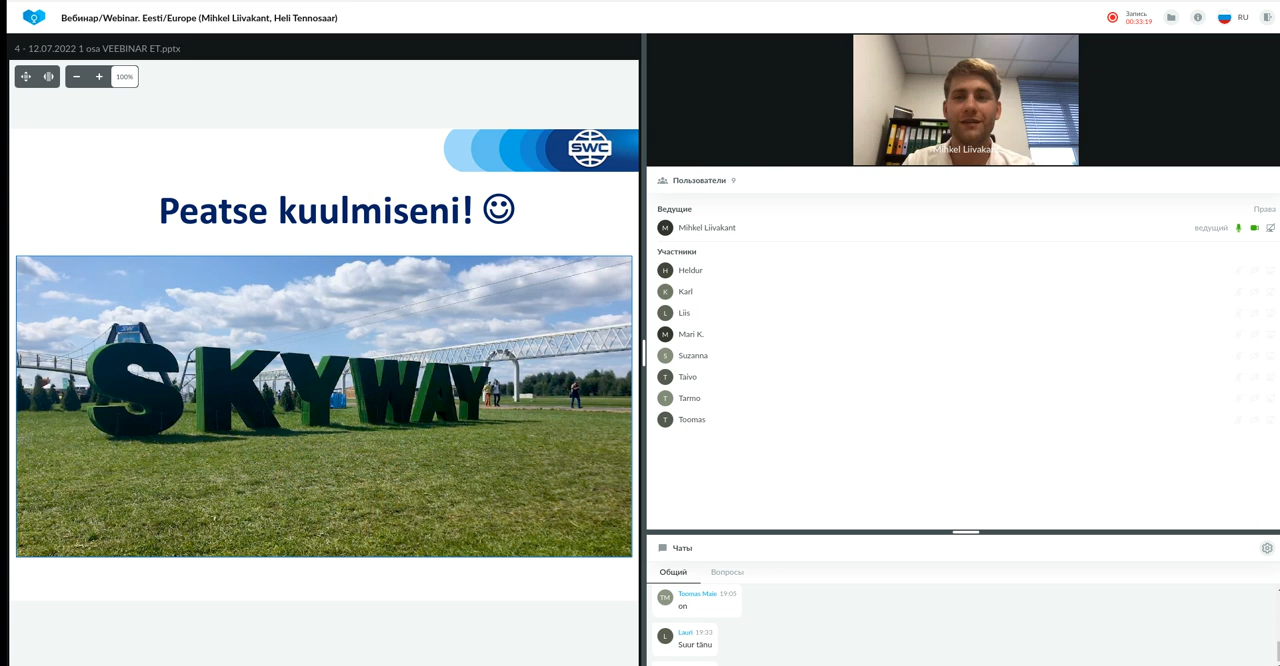 Вебинар/Webinar. Eesti/Europe (Mihkel Liivakant, Heli Tennosaar)
Запись
00:33:19
RU
4 - 12.07.2022 1 osa VEEBINAR ET.pptx
100%
SWC
Peatse kuulmiseni! ☺
SW
SKYWAY
Mihkel Liivakant
Пользователи 9
Ведущие
Права
M Mihkel Liivakant
ведущий
Участники
H Heldur
K Karl
L Liis
M Mari K.
S Suzanna
T Taivo
T Tarmo
T Toomas
Чаты
Общий Вопросы
TM Toomas Maie 19:05
on
L Lauri 19:33
Suur tänu